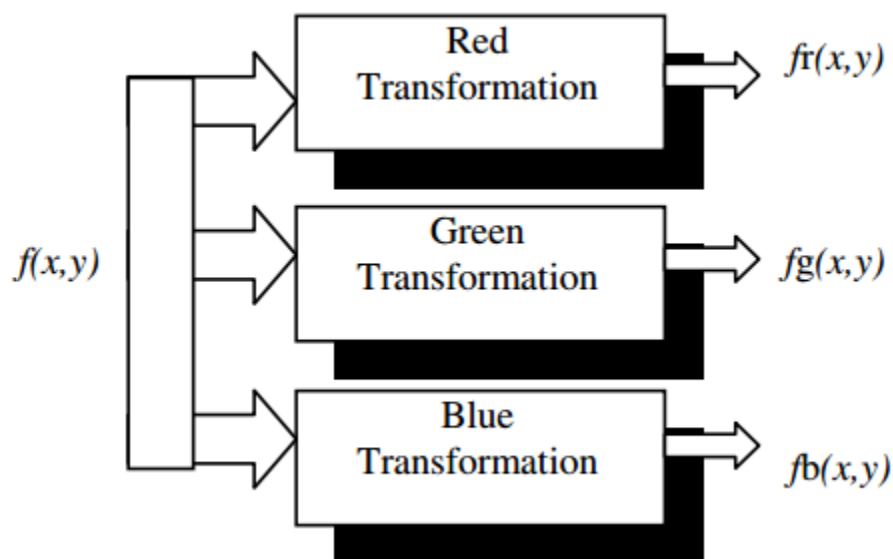 Red
Transformation
fr(x,y)
f(x,y)
Green
Transformation
fg(x,y)
Blue
Transformation
fb(x,y)